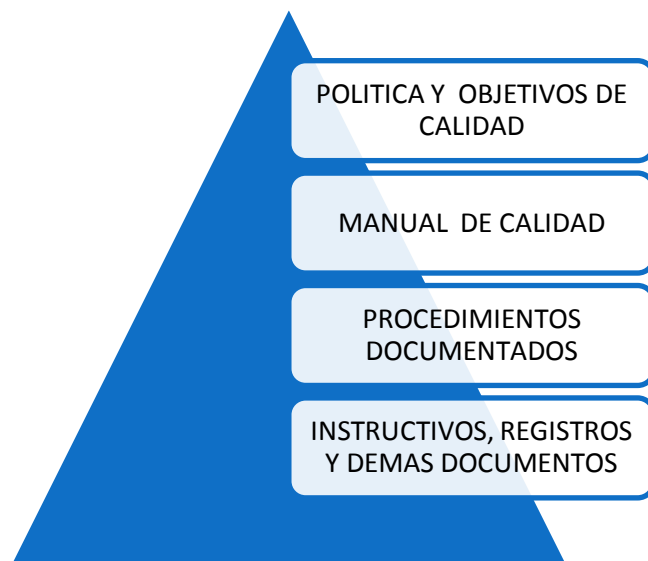 POLITICA Y OBJETIVOS DE
CALIDAD
MANUAL DE CALIDAD
PROCEDIMIENTOS
DOCUMENTADOS
INSTRUCTIVOS, REGISTROS
Y DEMAS DOCUMENTOS